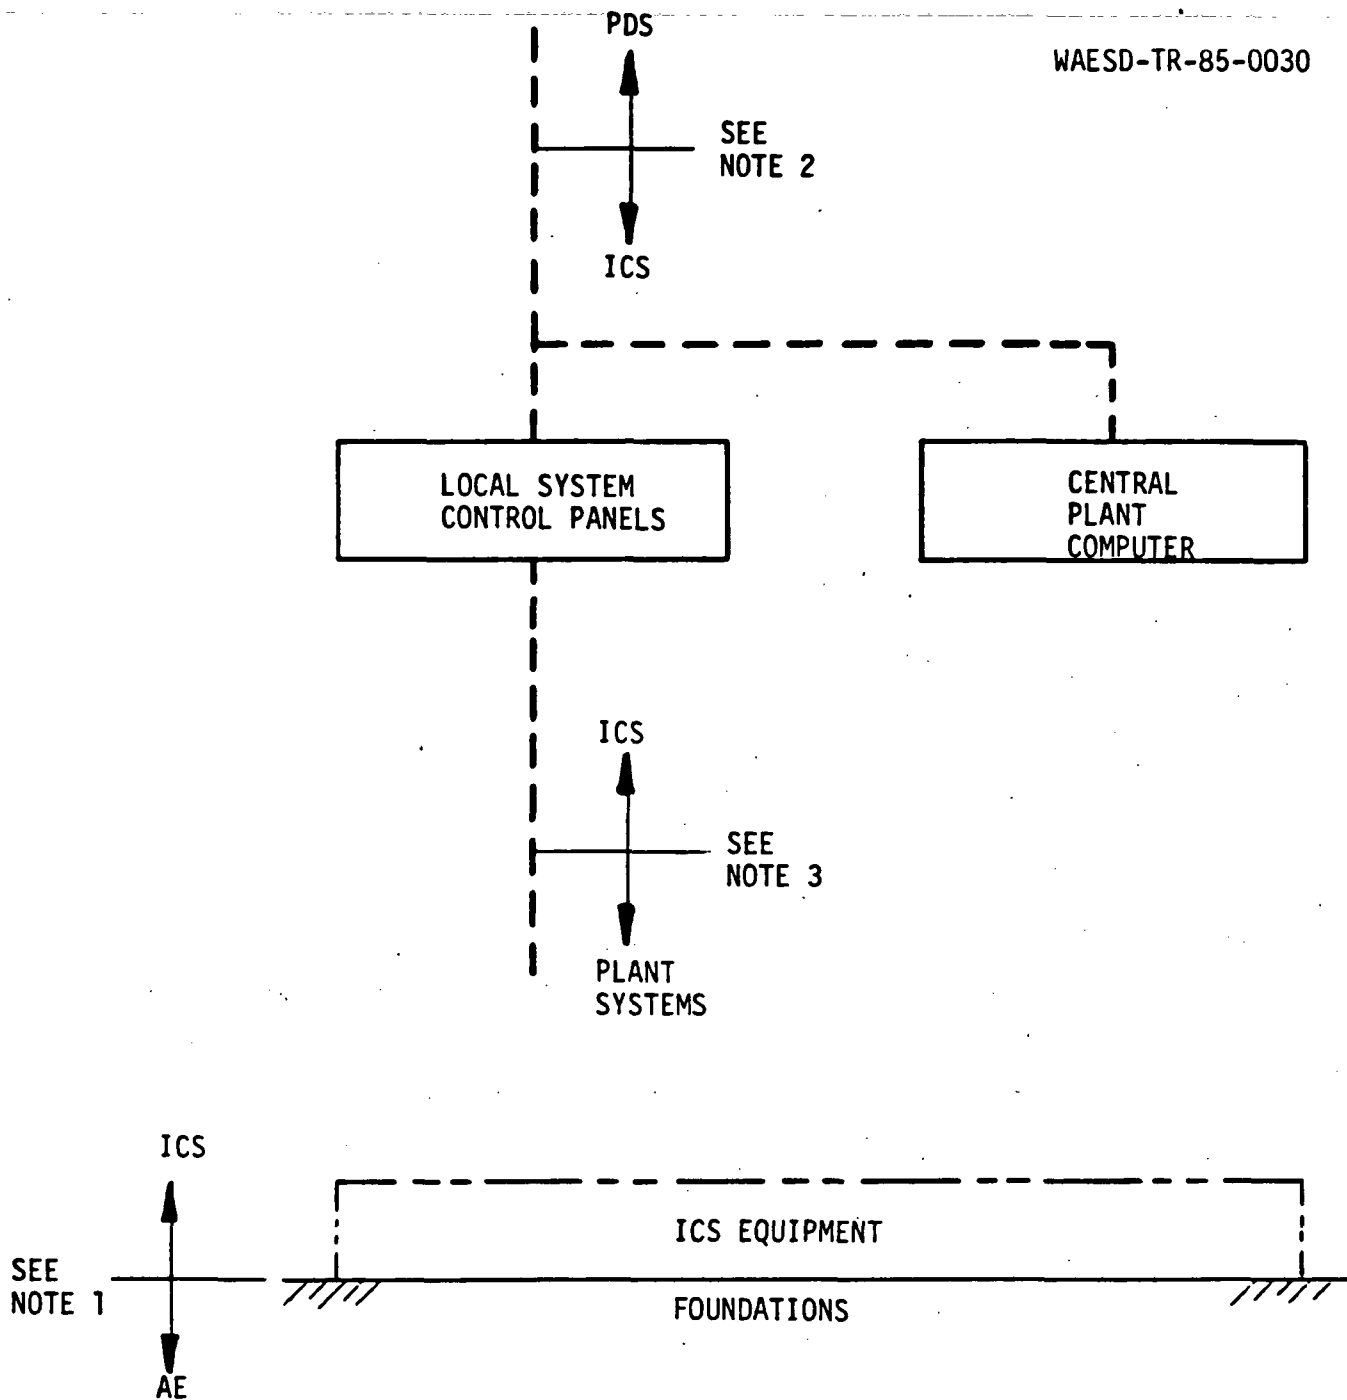 PDS
WAESD-TR-85-0030
SEE
NOTE 2
ICS
LOCAL SYSTEM
CONTROL PANELS
CENTRAL
PLANT
COMPUTER
ICS
SEE
NOTE 3
PLANT
SYSTEMS
ICS
ICS EQUIPMENT
SEE
NOTE 1
FOUNDATIONS
AE